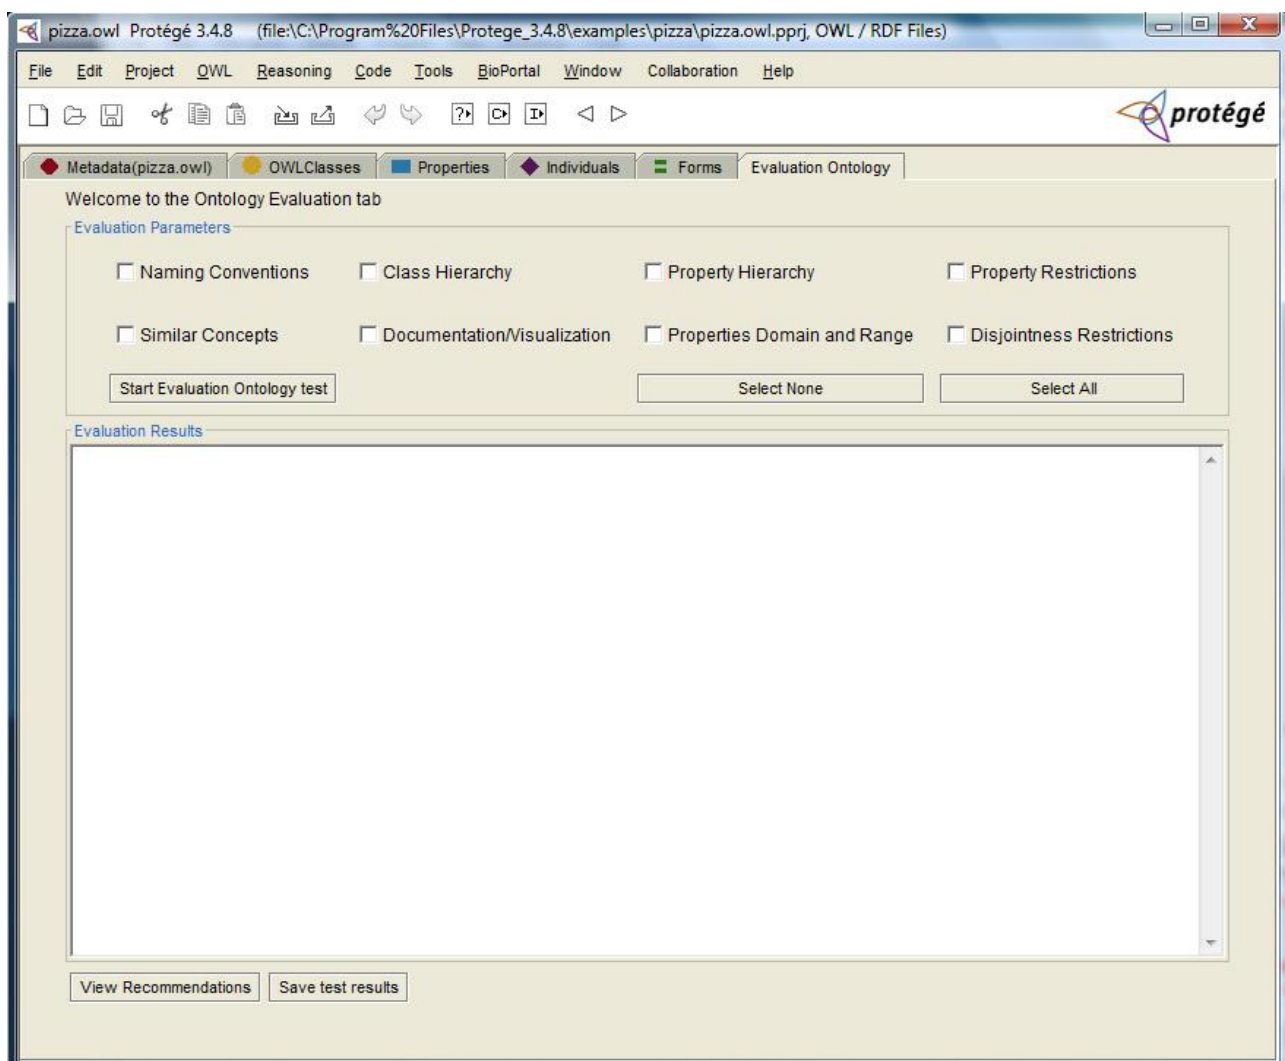 pizza.owl Protégé 3.4.8 (file:\C:\Program%20Files\Protege_3.4.8\examples\pizza\pizza.owl.pprj, OWL / RDF Files)
File Edit Project OWL Reasoning Code Tools BioPortal Window Collaboration Help
protégé
Metadata(pizza.owl) OWLClasses Properties Individuals Forms Evaluation Ontology
Welcome to the Ontology Evaluation tab
Evaluation Parameters
Naming Conventions Class Hierarchy Property Hierarchy Property Restrictions
Similar Concepts Documentation/Visualization Properties Domain and Range Disjointness Restrictions
Start Evaluation Ontology test Select None Select All
Evaluation Results
View Recommendations Save test results